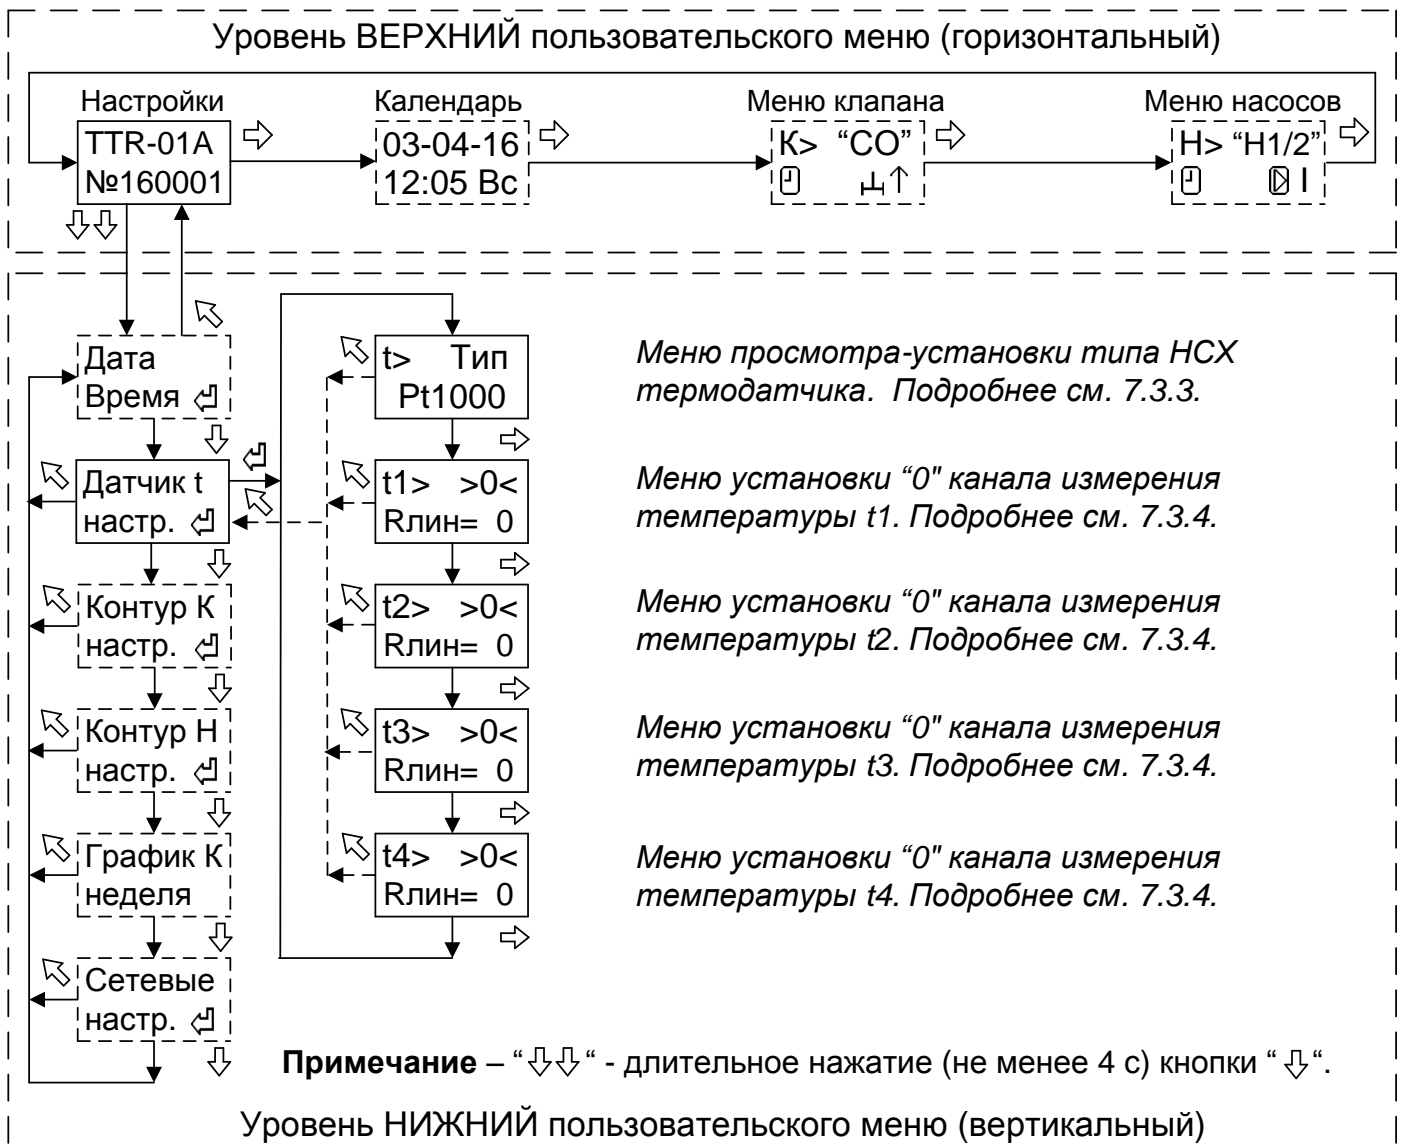 Уровень ВЕРХНИЙ пользовательского меню (горизонтальный)
Настройки
TTR-01A
№160001
Календарь
03-04-16
12:05 Вс
Меню клапана
К> “СО”
Меню насосов
Н> “Н1/2”
I
Дата
Время
Датчик t
настр.
Контур К
настр.
Контур Н
настр.
График К
неделя
Сетевые
настр.
t> Тип
Pt1000
Меню просмотра-установки типа НСХ
термодатчика. Подробнее см. 7.3.3.
t1> >0<
Rлин= 0
Меню установки “0" канала измерения
температуры t1. Подробнее см. 7.3.4.
t2> >0<
Rлин= 0
Меню установки “0" канала измерения
температуры t2. Подробнее см. 7.3.4.
t3> >0<
Rлин= 0
Меню установки “0" канала измерения
температуры t3. Подробнее см. 7.3.4.
t4> >0<
Rлин= 0
Меню установки “0" канала измерения
температуры t4. Подробнее см. 7.3.4.
Примечание – “⇩⇩“ - длительное нажатие (не менее 4 с) кнопки “⇩“.
Уровень НИЖНИЙ пользовательского меню (вертикальный)